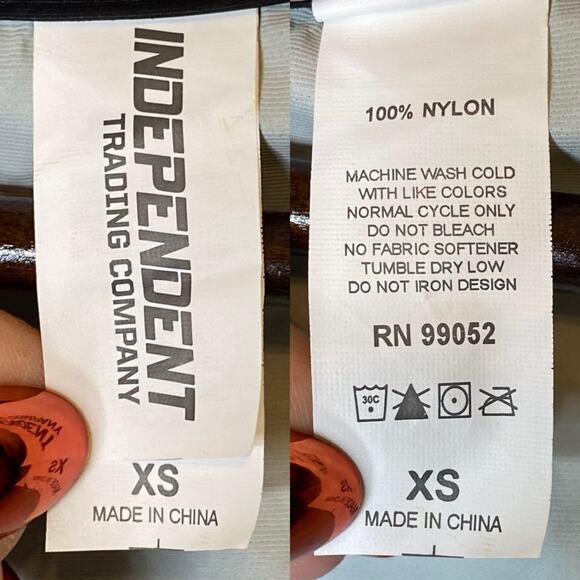 INDEPENDENT
TRADING COMPANY
XS
MADE IN CHINA
100% NYLON
MACHINE WASH COLD
WITH LIKE COLORS
NORMAL CYCLE ONLY
DO NOT BLEACH
NO FABRIC SOFTENER
TUMBLE DRY LOW
DO NOT IRON DESIGN
RN 99052
30C
XS
MADE IN CHINA